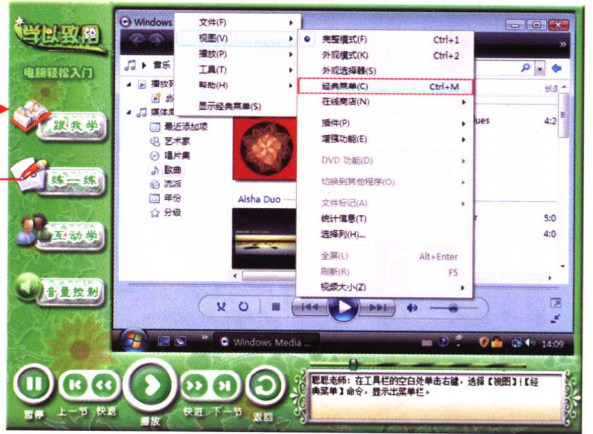 学以致用
电脑轻松入门
跟我学
练一练
互动学
音量控制
Windows
文件(F)
视图(V)
播放(P)
工具(T)
帮助(H)
显示经典菜单(S)
完整模式(F) Ctrl+1
外观模式(K) Ctrl+2
外观选择器(S)
经典菜单(C) Ctrl+M
在线商店(N)
插件(P)
增强功能(E)
DVD 功能(D)
切换到其他程序(O)
文件标记(A)
统计信息(T)
选择列(H)...
全屏(L) Alt+Enter
刷新(R) F5
视频大小(Z)
音乐
播放列
媒体库
最近添加项
艺术家
唱片集
歌曲
流派
年份
分级
Aisha Duo
ues 4:2
r 5:0
4:0
Windows Media ...
14:09
暂停
上一节
快退
播放
快进
下一节
返回
聪聪老师：在工具栏的空白处单击右键，选择【视图】|【经
典菜单】命令，显示出菜单栏。